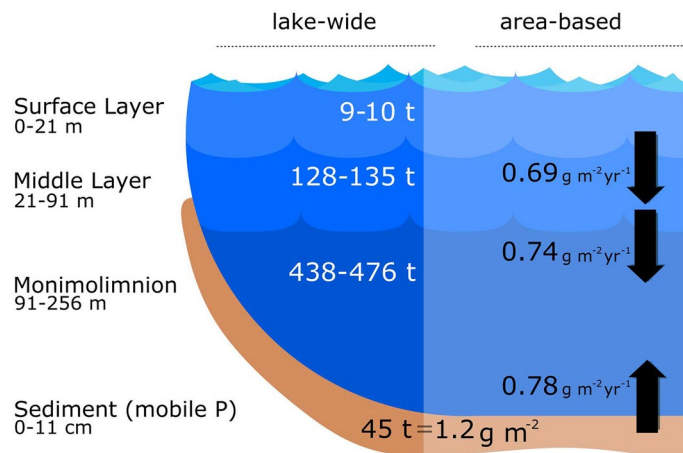 lake-wide
area-based
Surface Layer
0-21 m
9-10 t
Middle Layer
21-91 m
128-135 t
0.69 g m⁻²yr⁻¹
0.74 g m⁻²yr⁻¹
Monimolimnion
91-256 m
438-476 t
0.78 g m⁻²yr⁻¹
Sediment (mobile P)
0-11 cm
45 t=1.2 g m⁻²